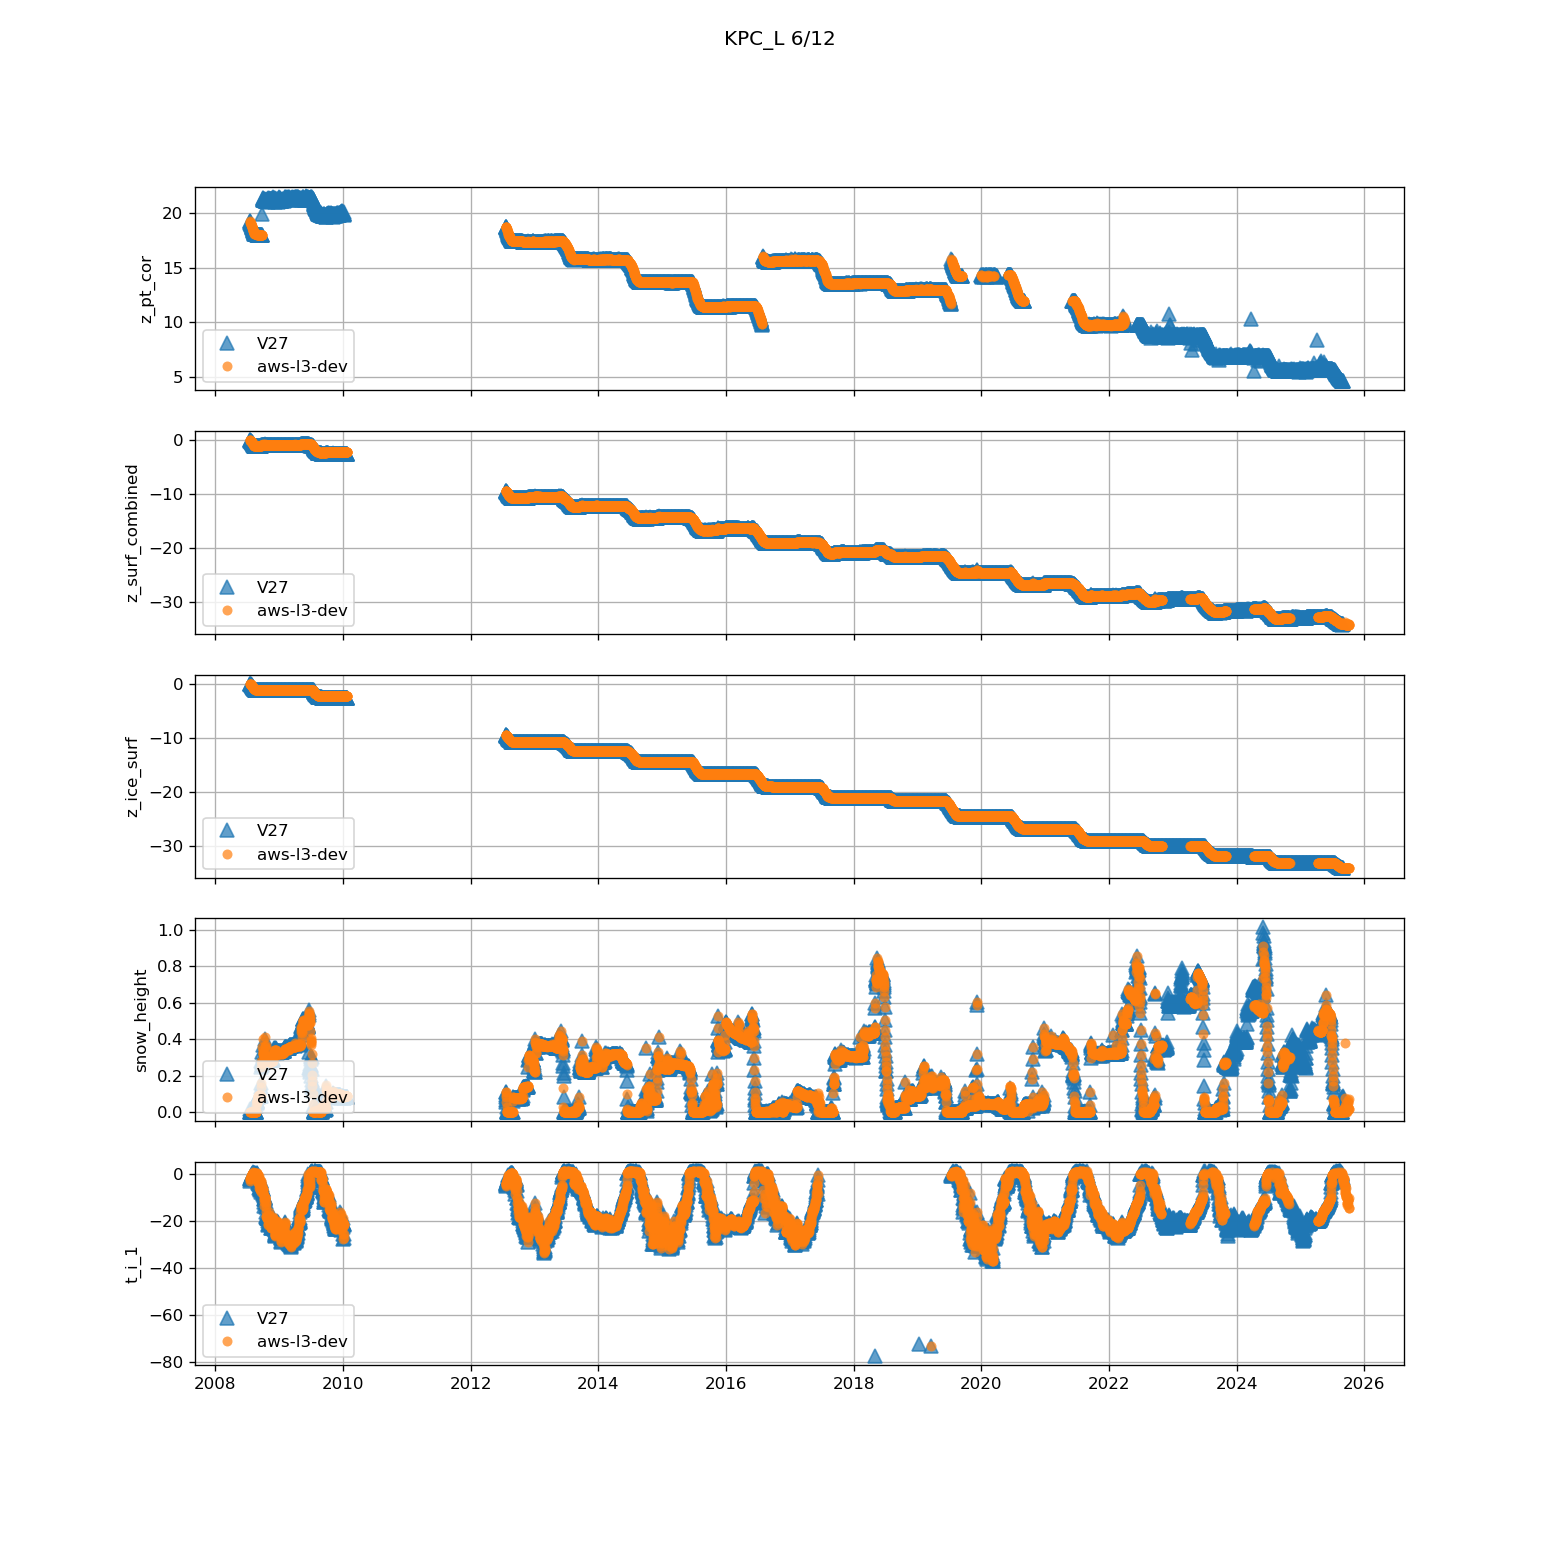 KPC_L 6/12
20
15
10
5
z_pt_cor
V27
aws-l3-dev
0
−10
−20
−30
z_surf_combined
V27
aws-l3-dev
0
−10
−20
−30
z_ice_surf
V27
aws-l3-dev
1.0
0.8
0.6
0.4
0.2
0.0
snow_height
V27
aws-l3-dev
0
−20
−40
−60
−80
t_i_1
V27
aws-l3-dev
2008 2010 2012 2014 2016 2018 2020 2022 2024 2026